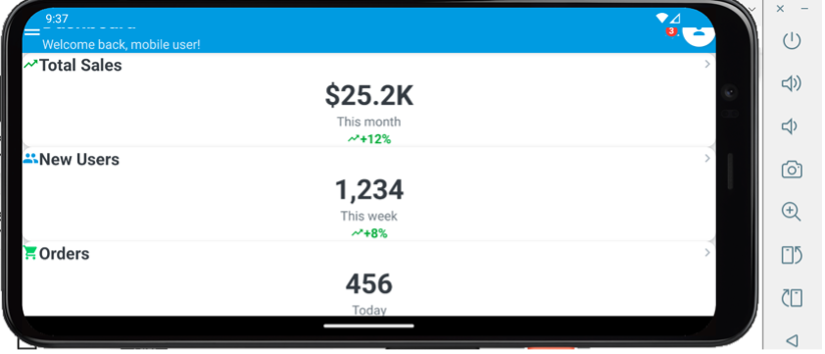 9:37
Welcome back, mobile user!
3
Total Sales
$25.2K
This month
+12%
New Users
1,234
This week
+8%
Orders
456
Today